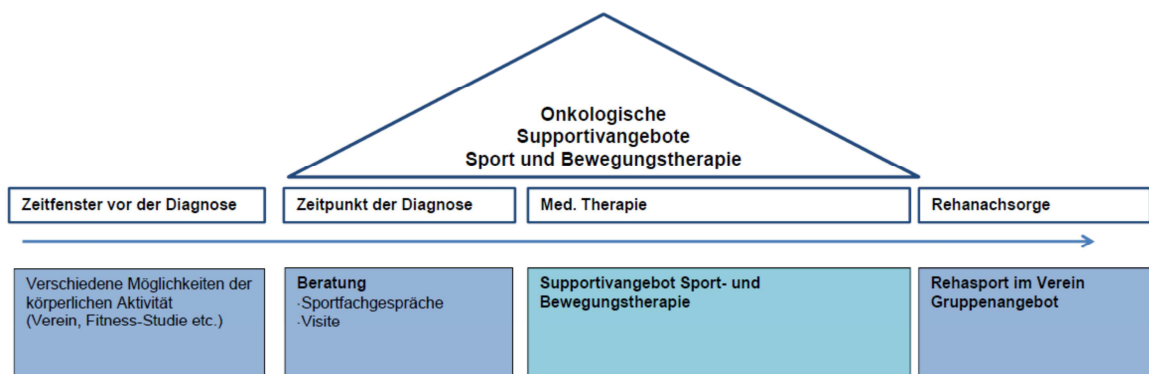 Onkologische
Supportivangebote
Sport und Bewegungstherapie
Zeitfenster vor der Diagnose
Zeitpunkt der Diagnose
Med. Therapie
Rehanachsorge
Verschiedene Möglichkeiten der
körperlichen Aktivität
(Verein, Fitness-Studie etc.)
Beratung
·Sportfachgespräche
·Visite
Supportivangebot Sport- und
Bewegungstherapie
Rehasport im Verein
Gruppenangebot